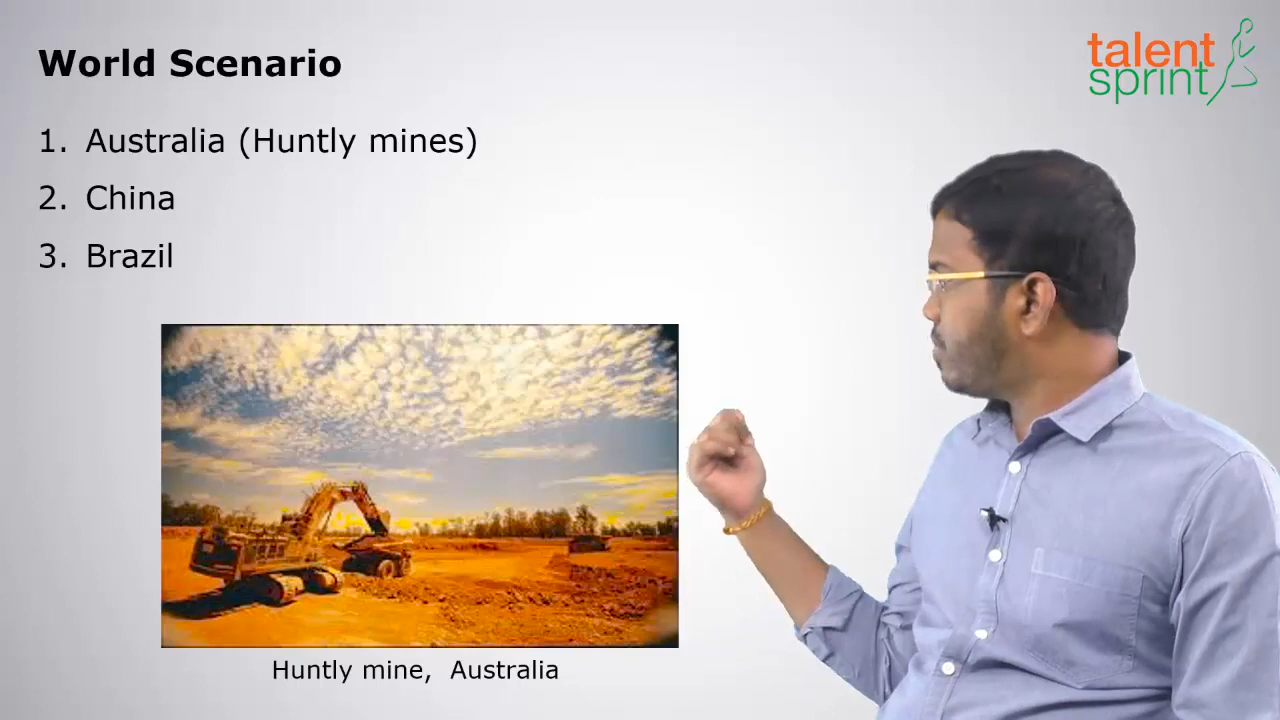 World Scenario
talent
sprint
1. Australia (Huntly mines)
2. China
3. Brazil
Huntly mine, Australia